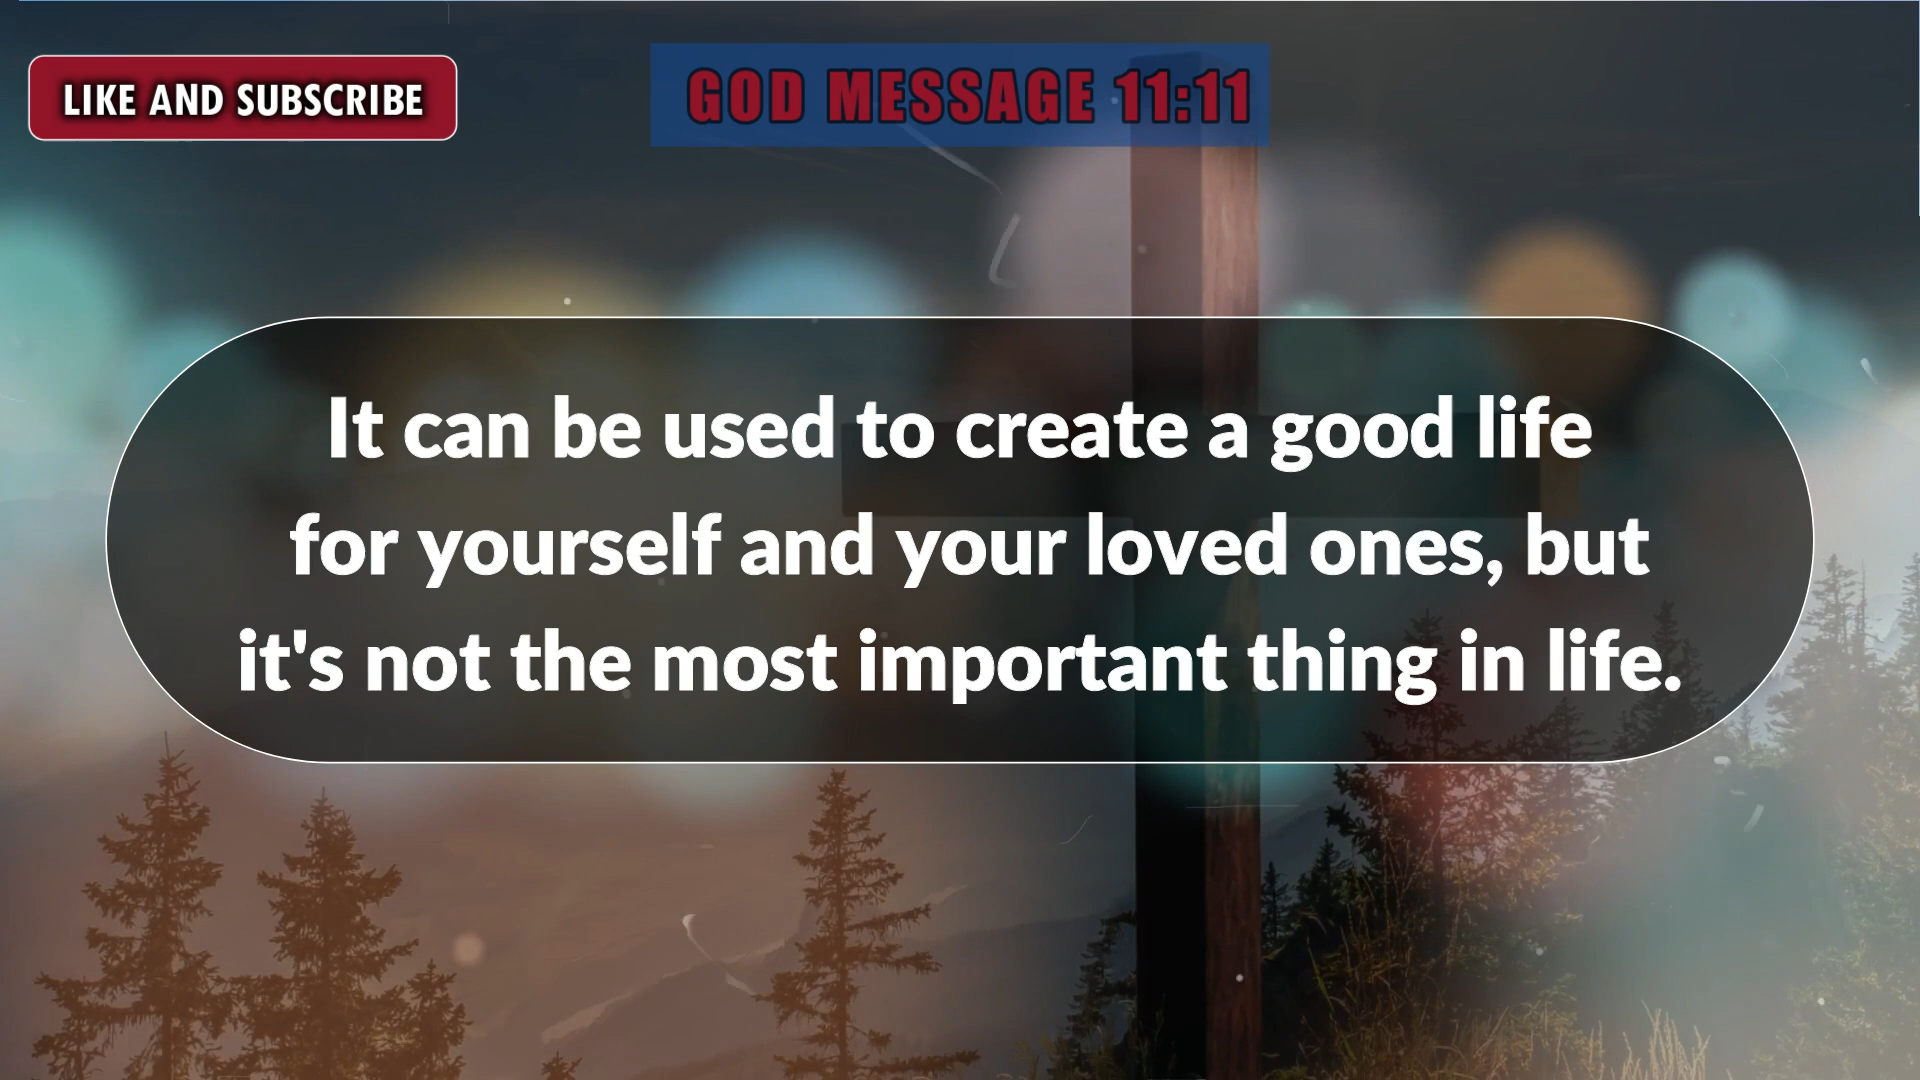 LIKE AND SUBSCRIBE
GOD MESSAGE 11:11
It can be used to create a good life
for yourself and your loved ones, but
it's not the most important thing in life.